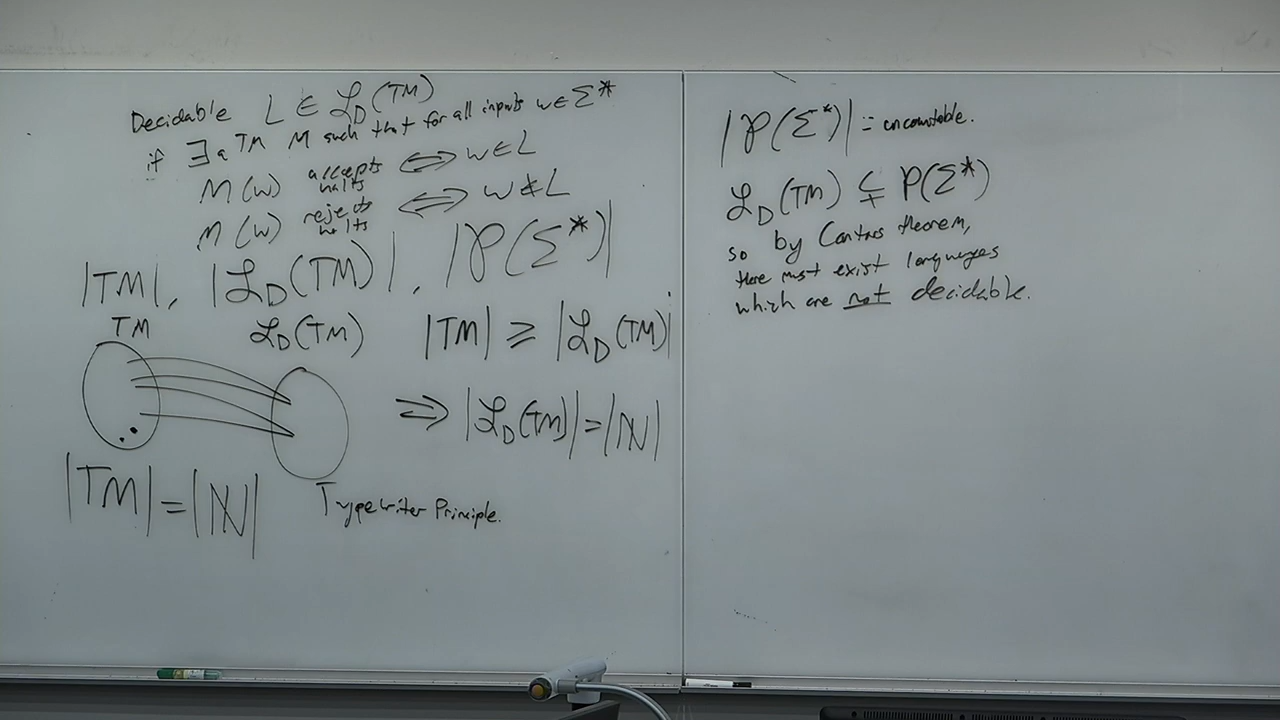 Decidable L ∈ ℒ_D(TM)
if ∃ a TM M such that for all inputs w ∈ Σ*
M(w) accepts halts ⟺ w ∈ L
M(w) rejects halts ⟺ w ∉ L
|TM|, |ℒ_D(TM)|, |𝒫(Σ*)|
TM ℒ_D(TM) |TM| ≥ |ℒ_D(TM)|
⟹ |ℒ_D(TM)| = |ℕ|
|TM| = |ℕ| Typewriter Principle.
|𝒫(Σ*)| = uncountable.
ℒ_D(TM) ⊊ P(Σ*)
so by Cantors theorem,
there must exist languages
which are not decidable.